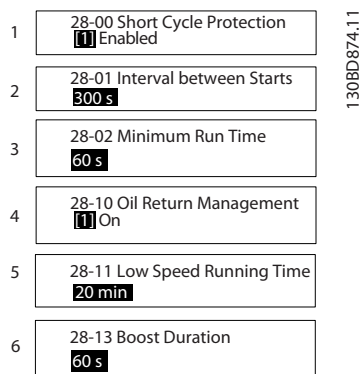 1
28-00 Short Cycle Protection
[1] Enabled
2
28-01 Interval between Starts
300 s
3
28-02 Minimum Run Time
60 s
4
28-10 Oil Return Management
[1] On
5
28-11 Low Speed Running Time
20 min
6
28-13 Boost Duration
60 s
130BD874.11